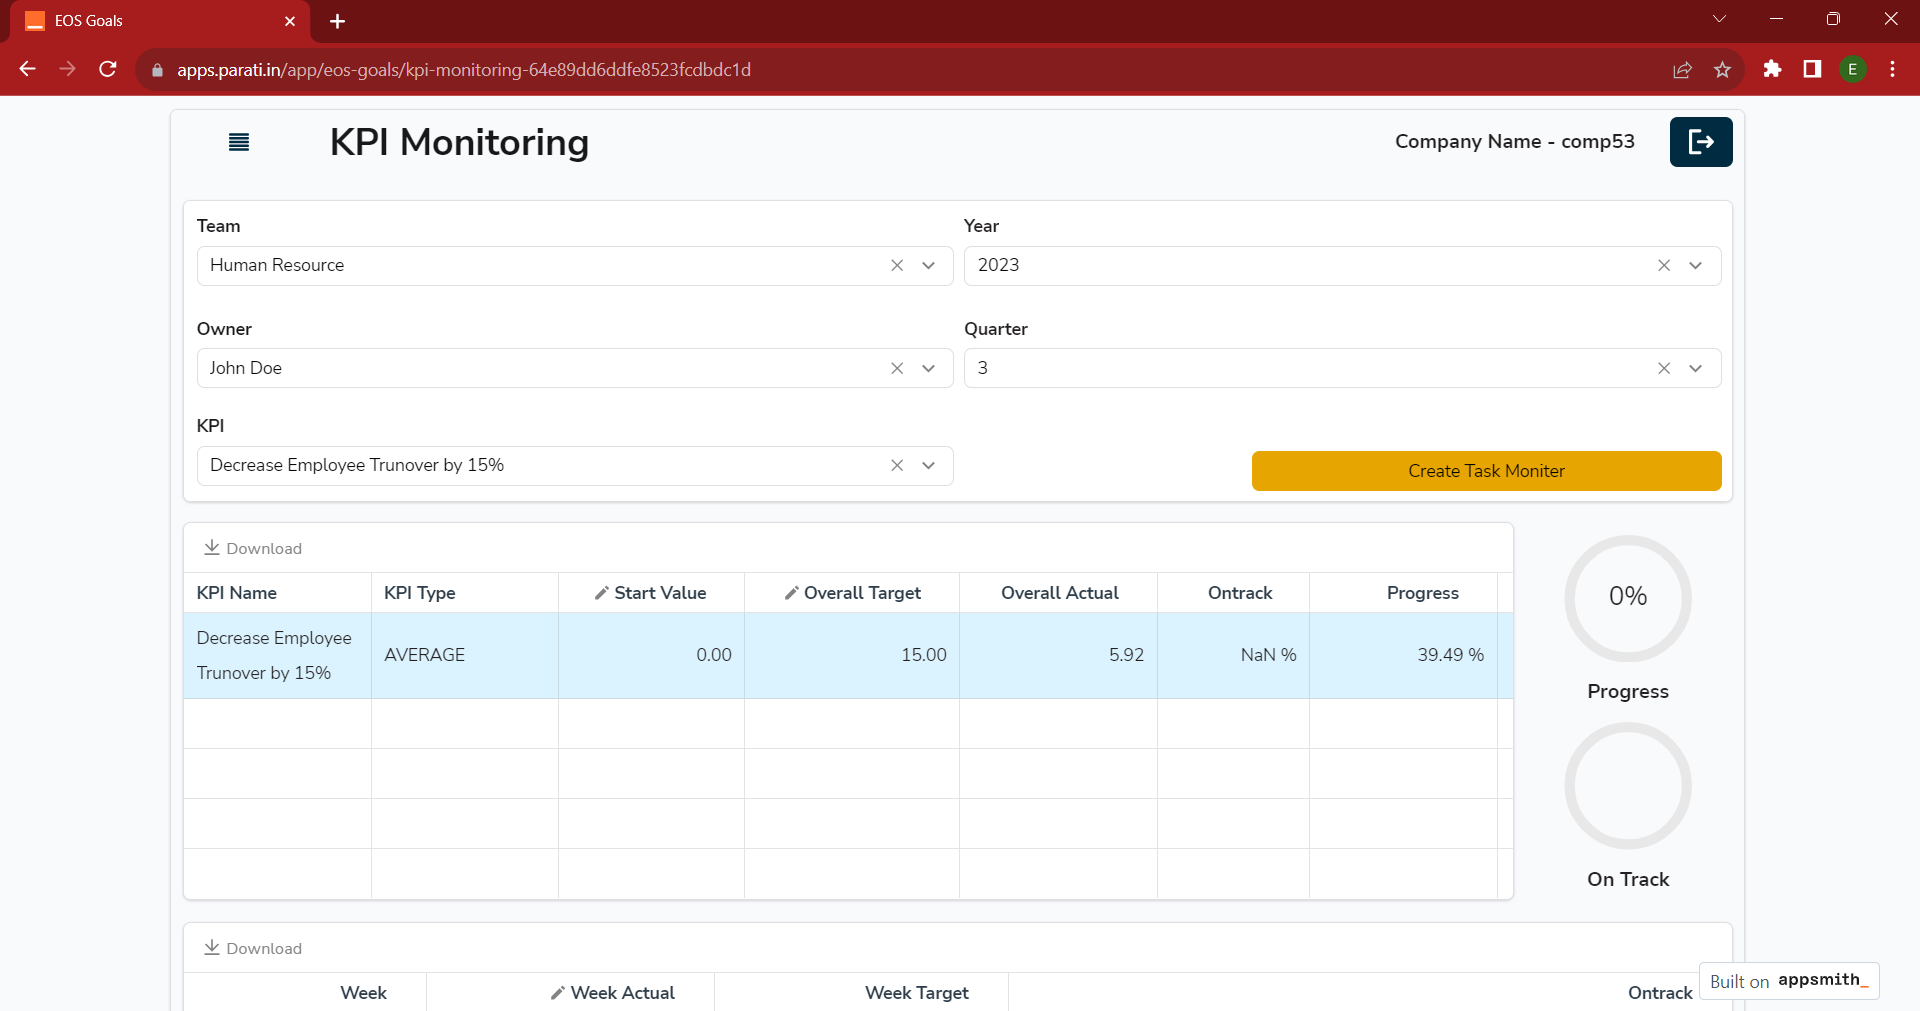 EOS Goals
apps.parati.in/app/eos-goals/kpi-monitoring-64e89dd6ddfe8523fcdbdc1d
E
KPI Monitoring
Company Name - comp53
Team
Year
Human Resource
2023
Owner
Quarter
John Doe
3
KPI
Decrease Employee Trunover by 15%
Create Task Moniter
Download
KPI Name KPI Type Start Value Overall Target Overall Actual Ontrack Progress
Decrease Employee
Trunover by 15%
AVERAGE 0.00 15.00 5.92 NaN % 39.49 %
0%
Progress
On Track
Download
Week Week Actual Week Target Ontrack
Built on appsmith_